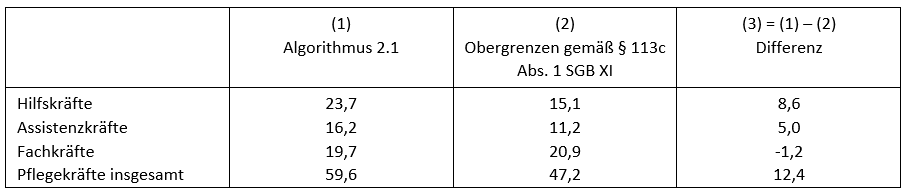 (1) (2) (3) = (1) – (2)
Algorithmus 2.1 Obergrenzen gemäß § 113c Differenz
Abs. 1 SGB XI
Hilfskräfte 23,7 15,1 8,6
Assistenzkräfte 16,2 11,2 5,0
Fachkräfte 19,7 20,9 -1,2
Pflegekräfte insgesamt 59,6 47,2 12,4